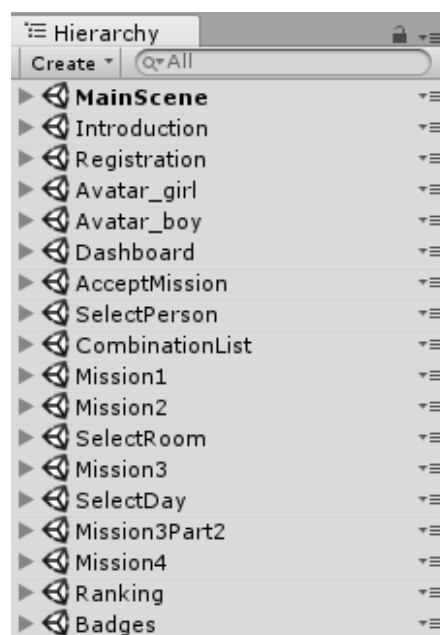 Hierarchy
Create All
MainScene
Introduction
Registration
Avatar_girl
Avatar_boy
Dashboard
AcceptMission
SelectPerson
CombinationList
Mission1
Mission2
SelectRoom
Mission3
SelectDay
Mission3Part2
Mission4
Ranking
Badges